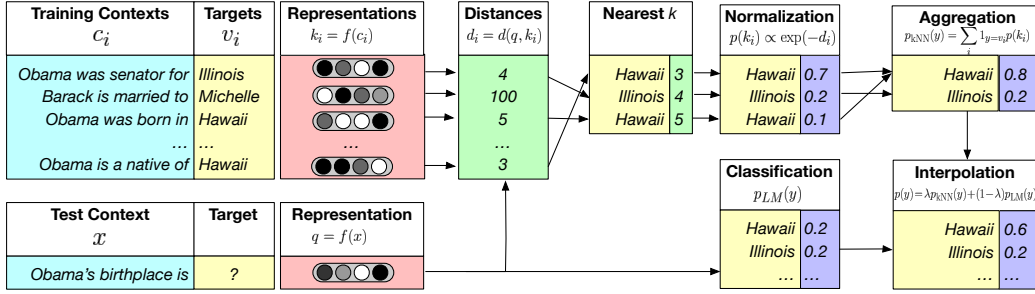 Training Contexts Targets
c_i v_i
Obama was senator for Illinois
Barack is married to Michelle
Obama was born in Hawaii
... ...
Obama is a native of Hawaii
Representations
k_i = f(c_i)
...
Distances
d_i = d(q, k_i)
4
100
5
...
3
Nearest k
Hawaii 3
Illinois 4
Hawaii 5
Normalization
p(k_i) ∝ exp(−d_i)
Hawaii 0.7
Illinois 0.2
Hawaii 0.1
Aggregation
p_kNN(y) = ∑_i 1_{y=v_i} p(k_i)
Hawaii 0.8
Illinois 0.2
Test Context Target
x
Obama's birthplace is ?
Representation
q = f(x)
Classification
p_LM(y)
Hawaii 0.2
Illinois 0.2
... ...
Interpolation
p(y) = λp_kNN(y) + (1−λ)p_LM(y)
Hawaii 0.6
Illinois 0.2
... ...